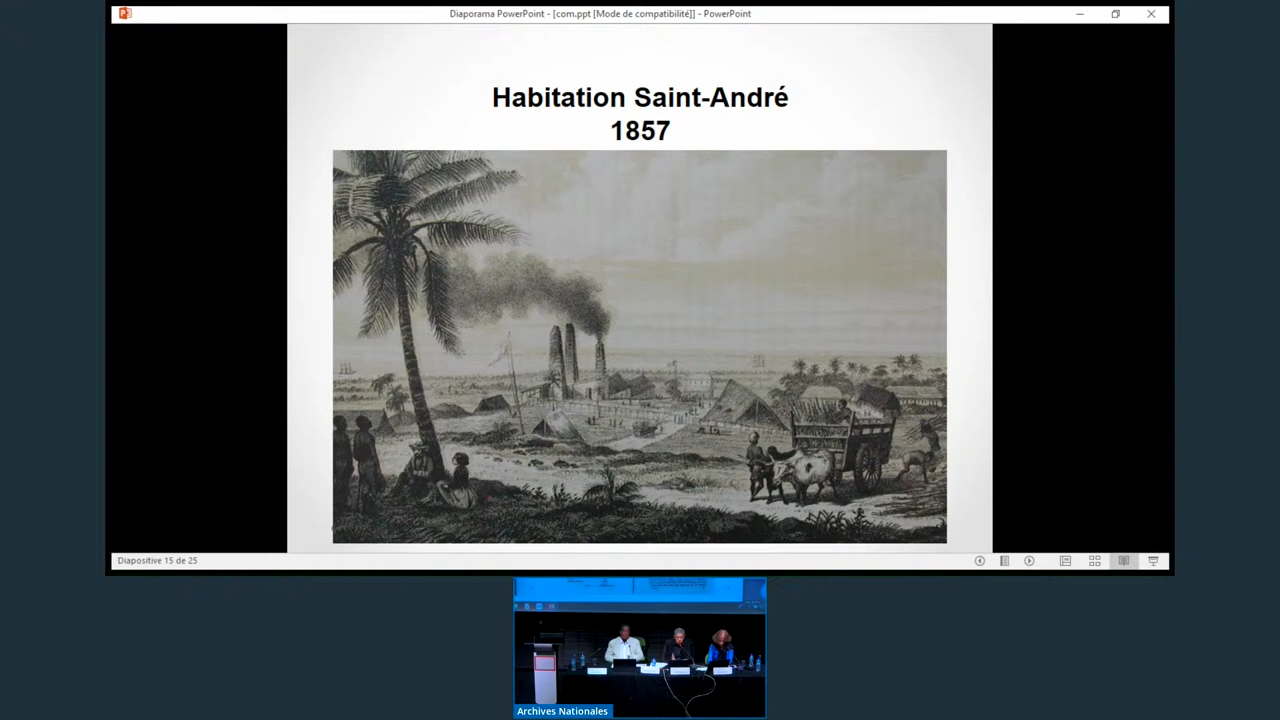 Diaporama PowerPoint - [com.ppt [Mode de compatibilité]] - PowerPoint
Habitation Saint-André
1857
Diapositive 15 de 25
Archives Nationales